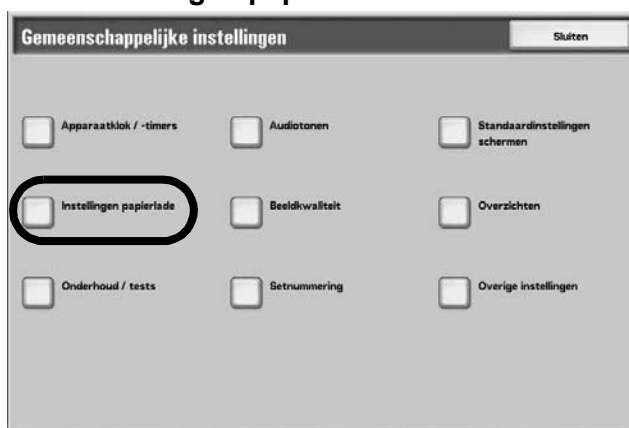 Gemeenschappelijke instellingen
Sluiten
Apparaatklok / -timers
Audiotonen
Standaardinstellingen
schermen
Instellingen papierlade
Beeldkwaliteit
Overzichten
Onderhoud / tests
Setnummering
Overige instellingen